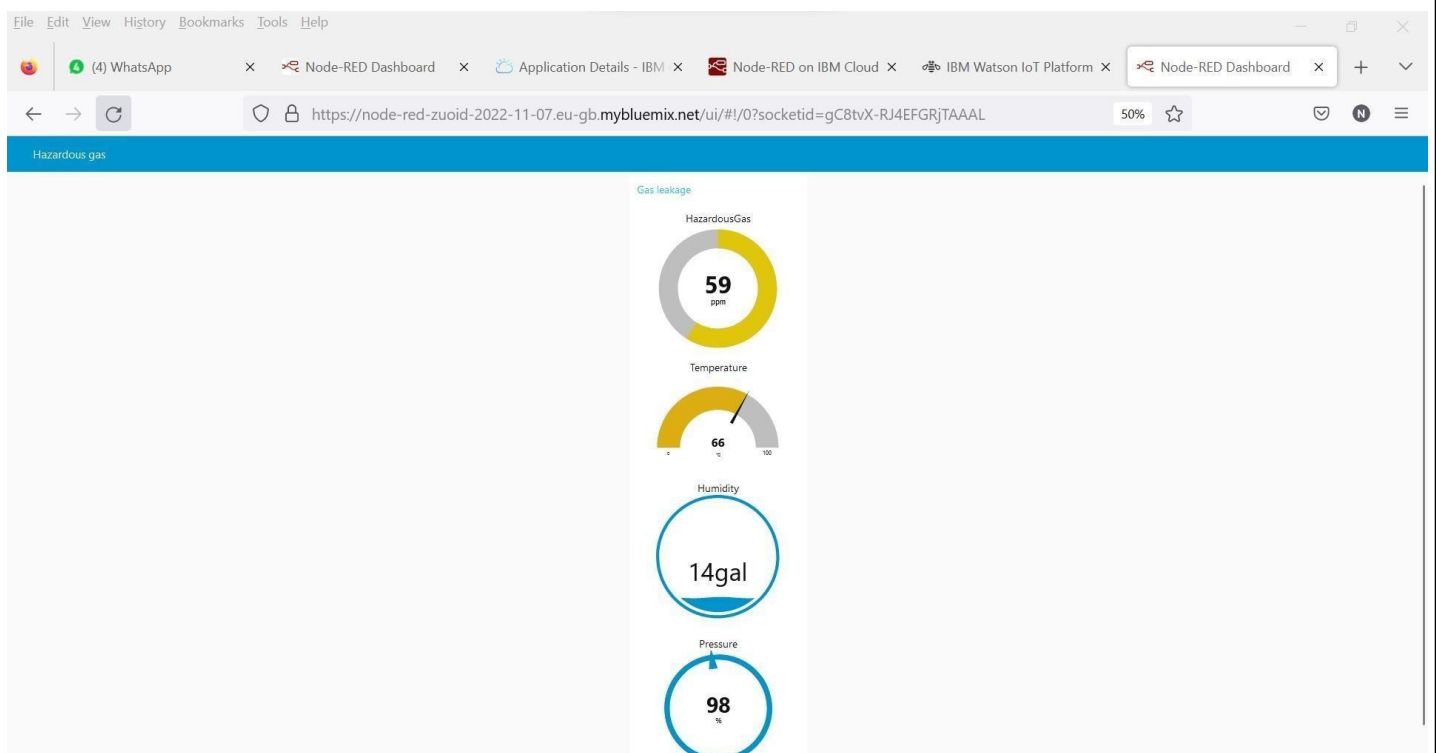 File Edit View History Bookmarks Tools Help
(4) WhatsApp Node-RED Dashboard Application Details - IBM Node-RED on IBM Cloud IBM Watson IoT Platform Node-RED Dashboard
https://node-red-zuoid-2022-11-07.eu-gb.mybluemix.net/ui/#!/0?socketid=gC8tvX-RJ4EFGRjTAAAL 50% N
Hazardous gas
Gas leakage
HazardousGas
59
ppm
Temperature
66
0 °C 100
Humidity
14gal
Pressure
98
%